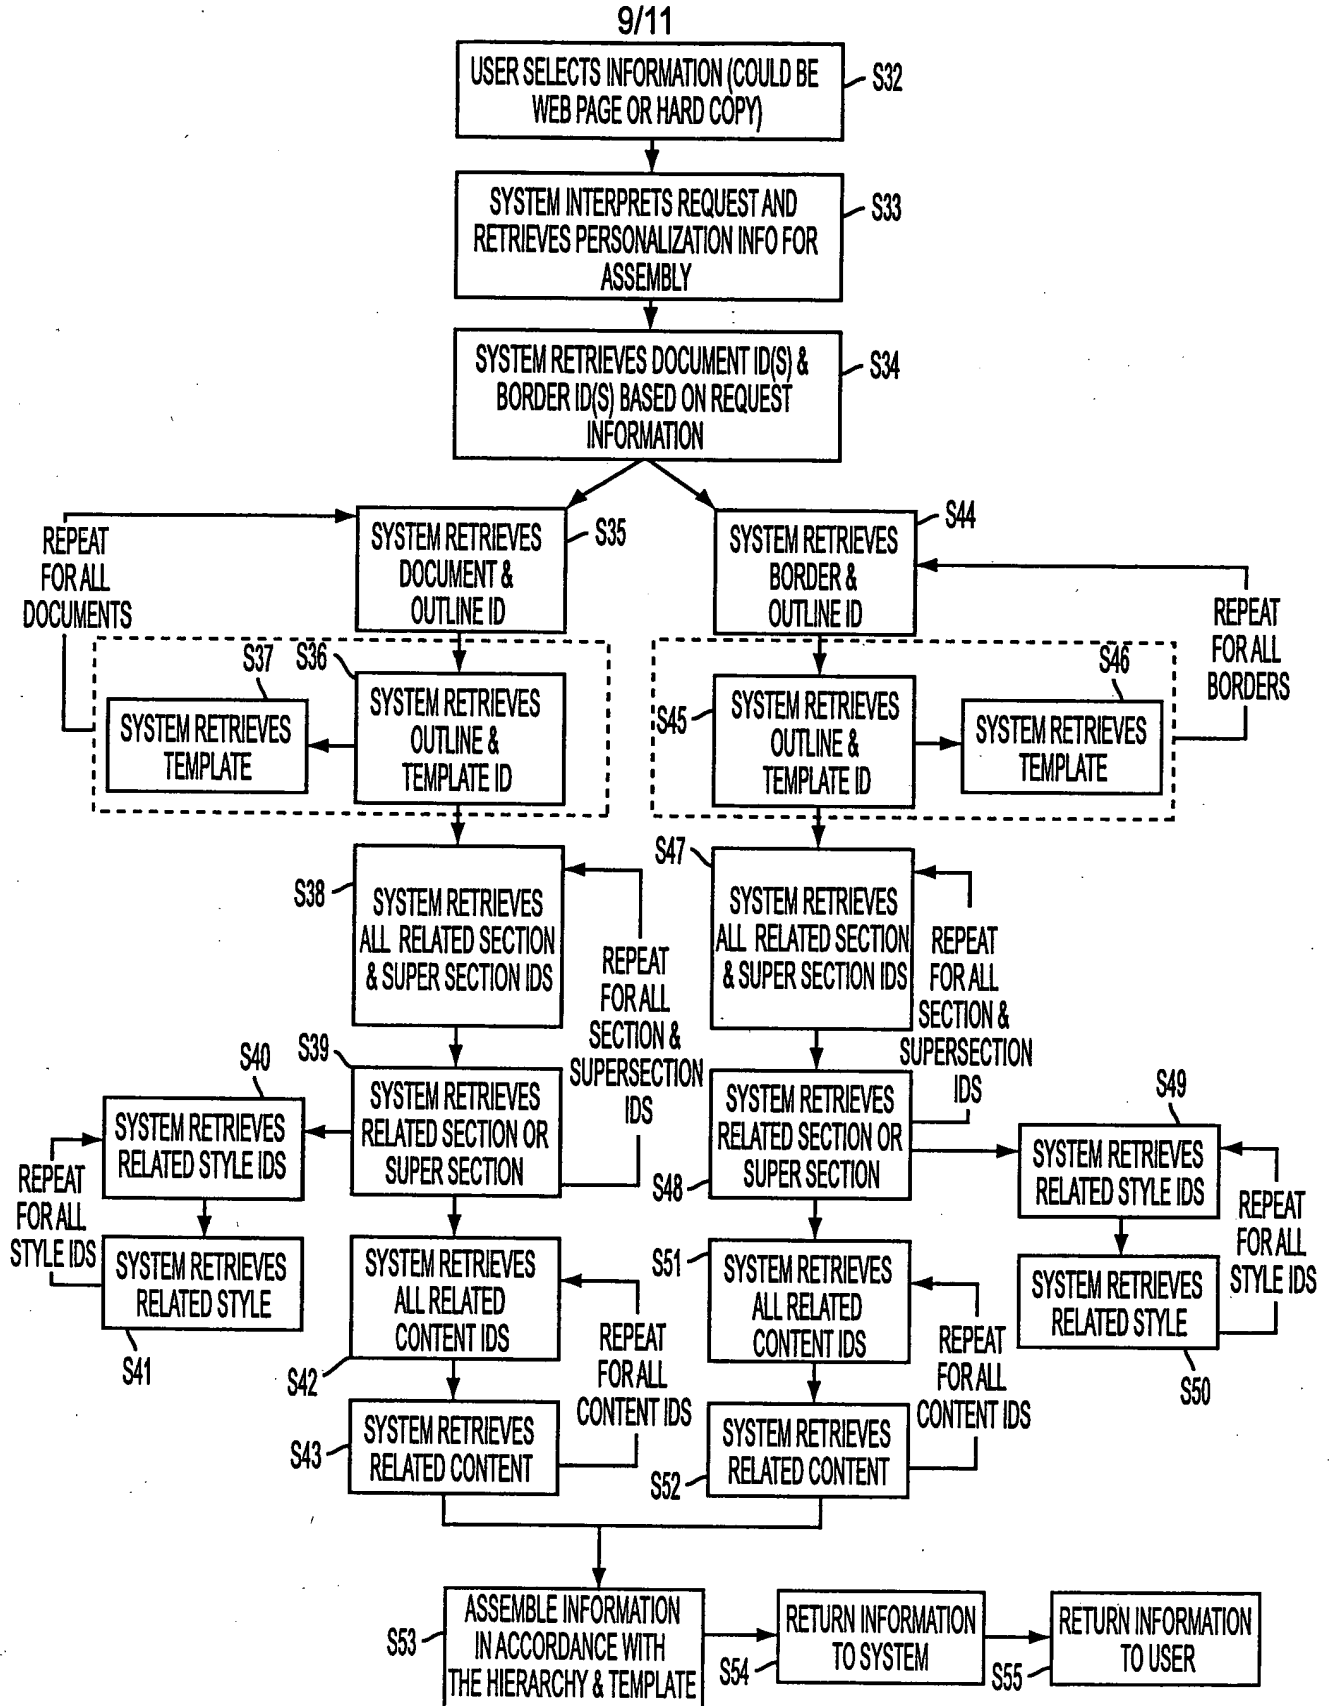 9/11
USER SELECTS INFORMATION (COULD BE
WEB PAGE OR HARD COPY)
S32
SYSTEM INTERPRETS REQUEST AND
RETRIEVES PERSONALIZATION INFO FOR
ASSEMBLY
S33
SYSTEM RETRIEVES DOCUMENT ID(S) &
BORDER ID(S) BASED ON REQUEST
INFORMATION
S34
REPEAT
FOR ALL
DOCUMENTS
SYSTEM RETRIEVES
DOCUMENT &
OUTLINE ID
S35
SYSTEM RETRIEVES
BORDER &
OUTLINE ID
S44
REPEAT
FOR ALL
BORDERS
S37
SYSTEM RETRIEVES
TEMPLATE
S36
SYSTEM RETRIEVES
OUTLINE &
TEMPLATE ID
S45
SYSTEM RETRIEVES
OUTLINE &
TEMPLATE ID
S46
SYSTEM RETRIEVES
TEMPLATE
S38
SYSTEM RETRIEVES
ALL RELATED SECTION
& SUPER SECTION IDS
REPEAT
FOR ALL
SECTION &
SUPERSECTION
IDS
S47
SYSTEM RETRIEVES
ALL RELATED SECTION
& SUPER SECTION IDS
REPEAT
FOR ALL
SECTION &
SUPERSECTION
IDS
S40
SYSTEM RETRIEVES
RELATED STYLE IDS
S39
SYSTEM RETRIEVES
RELATED SECTION OR
SUPER SECTION
S48
SYSTEM RETRIEVES
RELATED SECTION OR
SUPER SECTION
S49
SYSTEM RETRIEVES
RELATED STYLE IDS
REPEAT
FOR ALL
STYLE IDS
SYSTEM RETRIEVES
RELATED STYLE
S41
S42
SYSTEM RETRIEVES
ALL RELATED
CONTENT IDS
REPEAT
FOR ALL
CONTENT IDS
S51
SYSTEM RETRIEVES
ALL RELATED
CONTENT IDS
REPEAT
FOR ALL
CONTENT IDS
SYSTEM RETRIEVES
RELATED STYLE
S50
REPEAT
FOR ALL
STYLE IDS
S43
SYSTEM RETRIEVES
RELATED CONTENT
S52
SYSTEM RETRIEVES
RELATED CONTENT
S53
ASSEMBLE INFORMATION
IN ACCORDANCE WITH
THE HIERARCHY & TEMPLATE
RETURN INFORMATION
TO SYSTEM
S54
RETURN INFORMATION
TO USER
S55